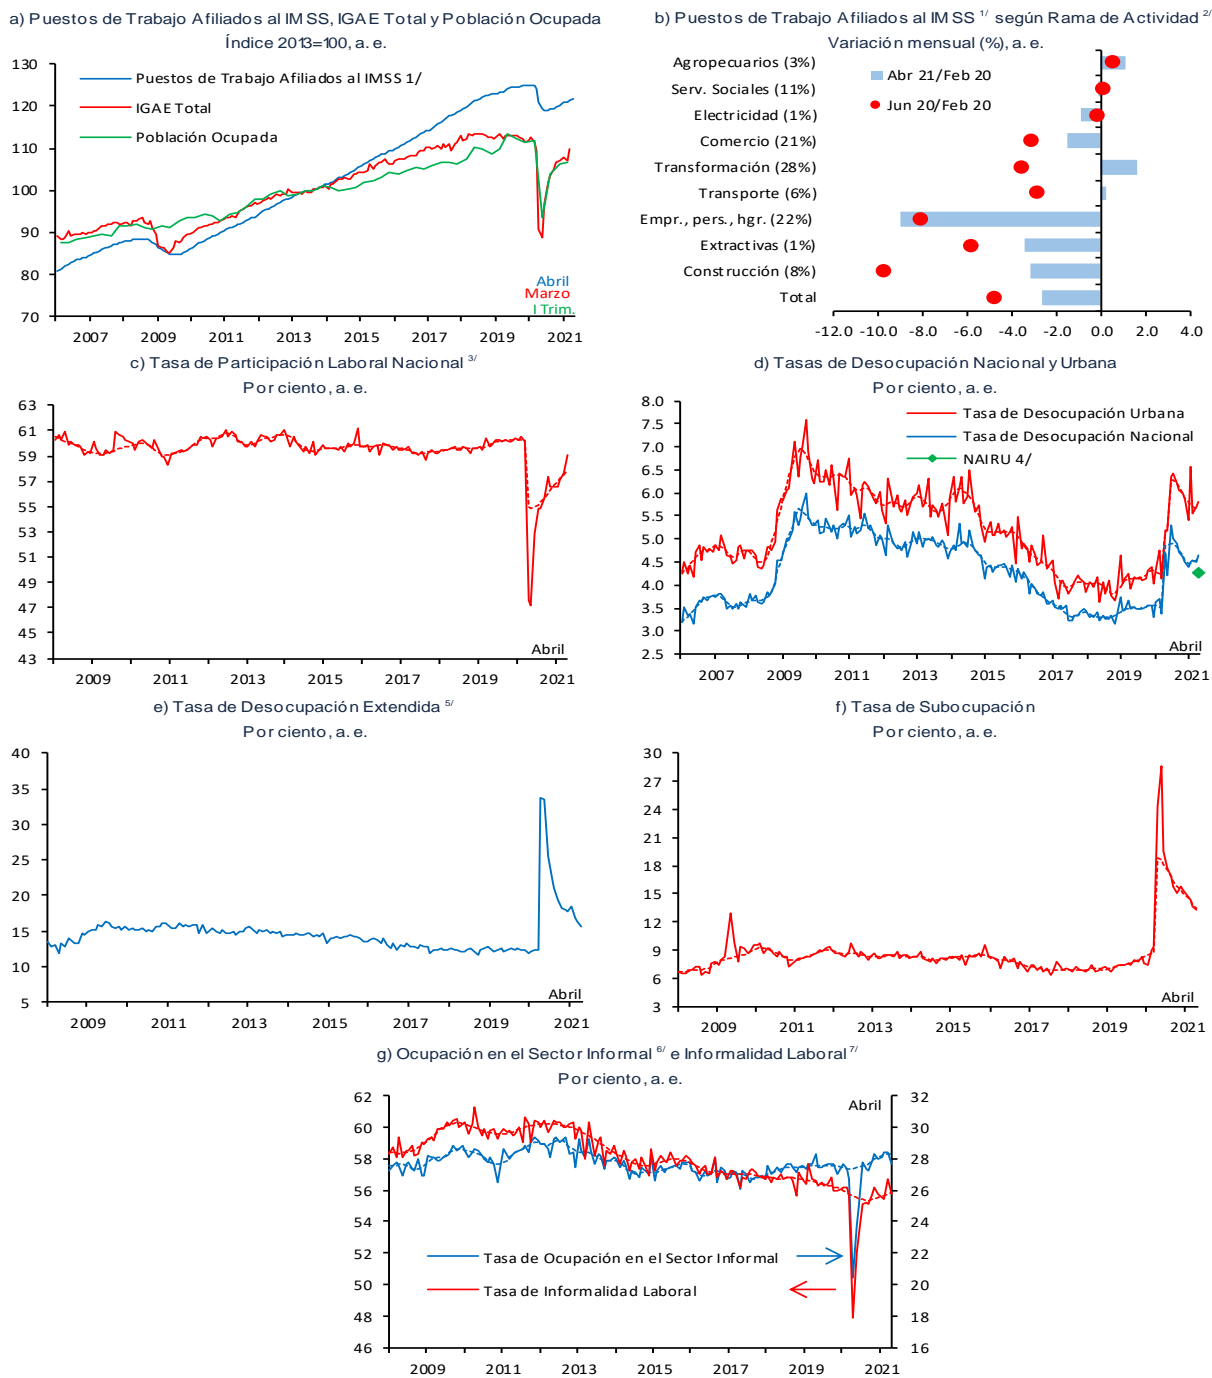 a) Puestos de Trabajo Afiliados al IMSS, IGAE Total y Población Ocupada
Índice 2013=100, a. e.
130
120
110
100
90
80
70
Puestos de Trabajo Afiliados al IMSS 1/
IGAE Total
Población Ocupada
Abril
Marzo
I Trim.
2007 2009 2011 2013 2015 2017 2019 2021
b) Puestos de Trabajo Afiliados al IMSS 1/ según Rama de Actividad 2/
Variación mensual (%), a. e.
Agropecuarios (3%)
Serv. Sociales (11%)
Electricidad (1%)
Comercio (21%)
Transformación (28%)
Transporte (6%)
Empr., pers., hgr. (22%)
Extractivas (1%)
Construcción (8%)
Total
Abr 21/Feb 20
Jun 20/Feb 20
-12.0 -10.0 -8.0 -6.0 -4.0 -2.0 0.0 2.0 4.0
c) Tasa de Participación Laboral Nacional 3/
Por ciento, a. e.
63
61
59
57
55
53
51
49
47
45
43
Abril
2009 2011 2013 2015 2017 2019 2021
d) Tasas de Desocupación Nacional y Urbana
Por ciento, a. e.
8.0
7.5
7.0
6.5
6.0
5.5
5.0
4.5
4.0
3.5
3.0
2.5
Tasa de Desocupación Urbana
Tasa de Desocupación Nacional
NAIRU 4/
Abril
2007 2009 2011 2013 2015 2017 2019 2021
e) Tasa de Desocupación Extendida 5/
Por ciento, a. e.
40
35
30
25
20
15
10
5
Abril
2009 2011 2013 2015 2017 2019 2021
f) Tasa de Subocupación
Por ciento, a. e.
30
27
24
21
18
15
12
9
6
3
Abril
2009 2011 2013 2015 2017 2019 2021
g) Ocupación en el Sector Informal 6/ e Informalidad Laboral 7/
Por ciento, a. e.
62
60
58
56
54
52
50
48
46
Abril
Tasa de Ocupación en el Sector Informal
Tasa de Informalidad Laboral
32
30
28
26
24
22
20
18
16
2009 2011 2013 2015 2017 2019 2021